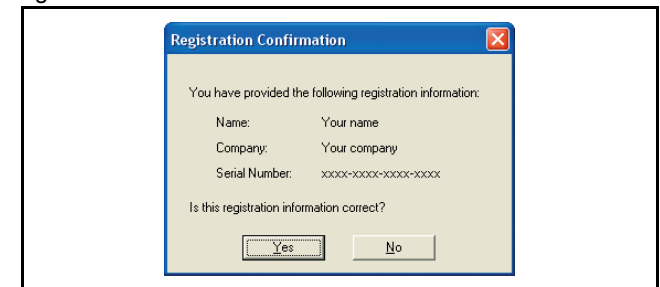 Registration Confirmation
You have provided the following registration information:
Name: Your name
Company: Your company
Serial Number: xxxx-xxxx-xxxx-xxxx
Is this registration information correct?
Yes No